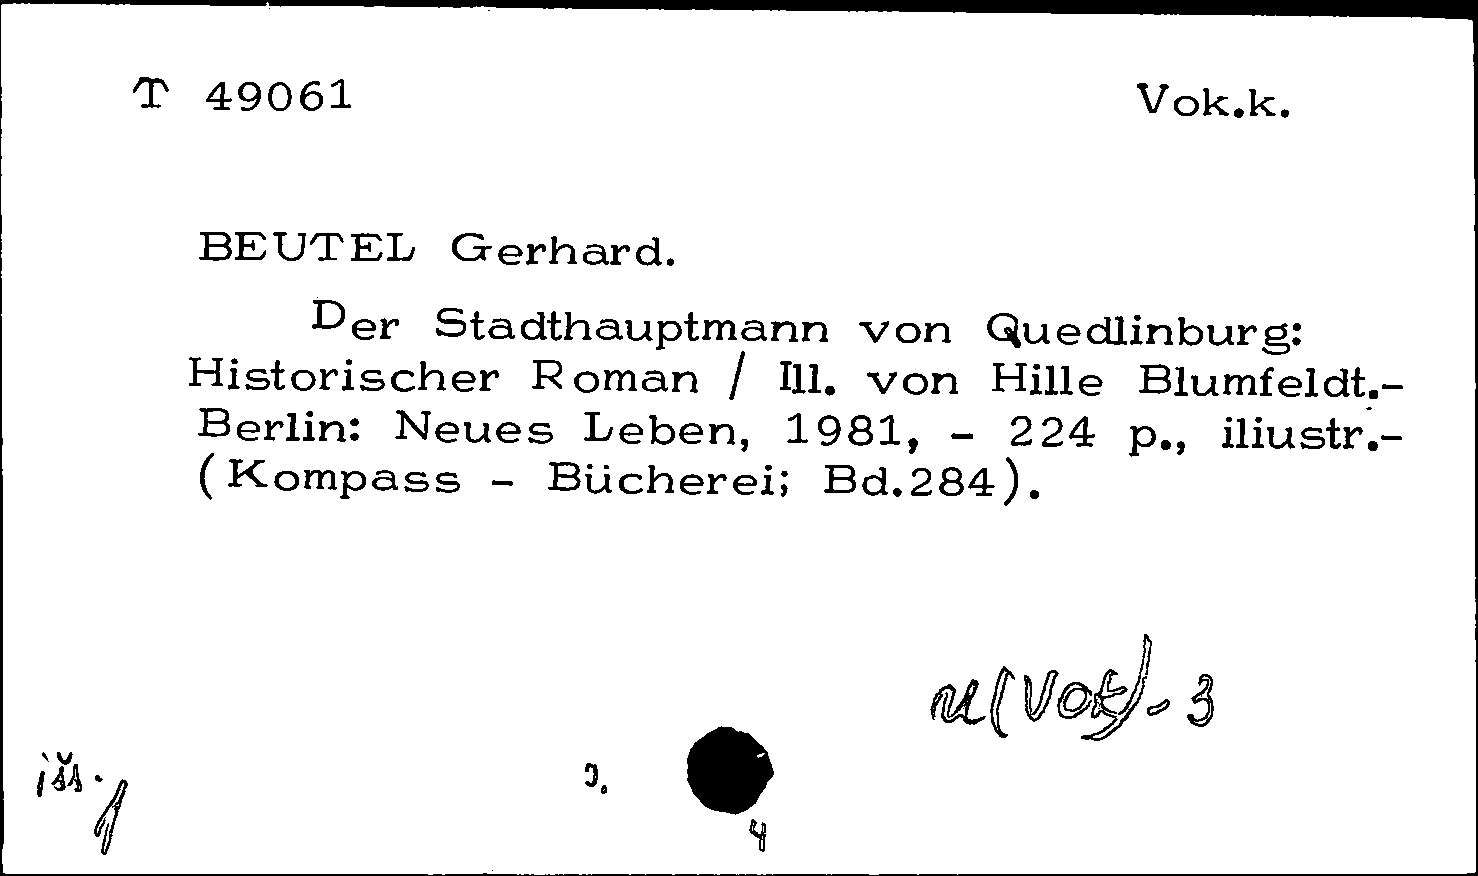 T 49061 Vok.k.
BEUTEL Gerhard.
Der Stadthauptmann von Quedlinburg:
Historischer Roman / Ill. von Hille Blumfeldt.-
Berlin: Neues Leben, 1981, - 224 p., iliustr.-
(Kompass - Bücherei; Bd.284).
u(Vok)-3
išs.
4